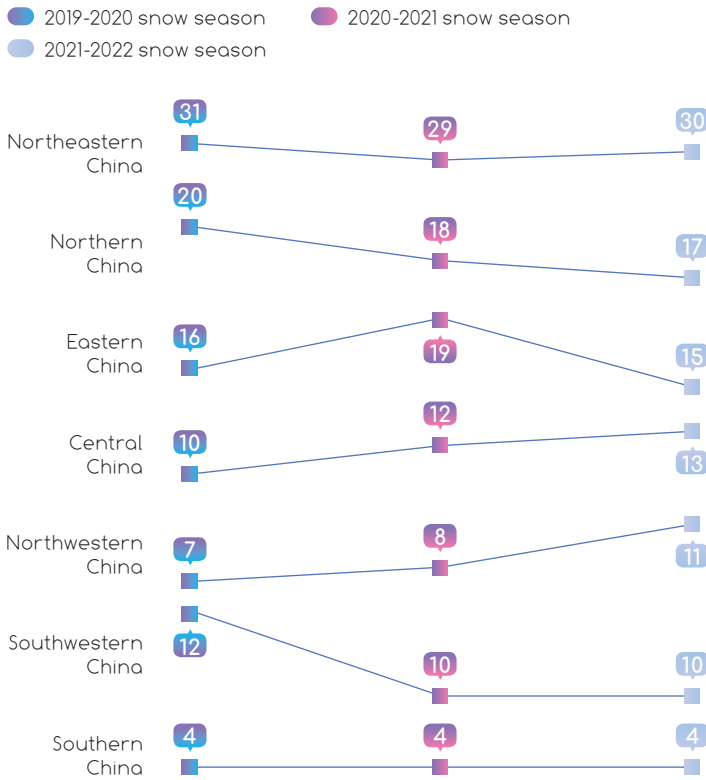 2019-2020 snow season
2020-2021 snow season
2021-2022 snow season
31
29
30
Northeastern
China
20
18
17
Northern
China
16
19
15
Eastern
China
10
12
13
Central
China
7
8
11
Northwestern
China
12
10
10
Southwestern
China
4
4
4
Southern
China